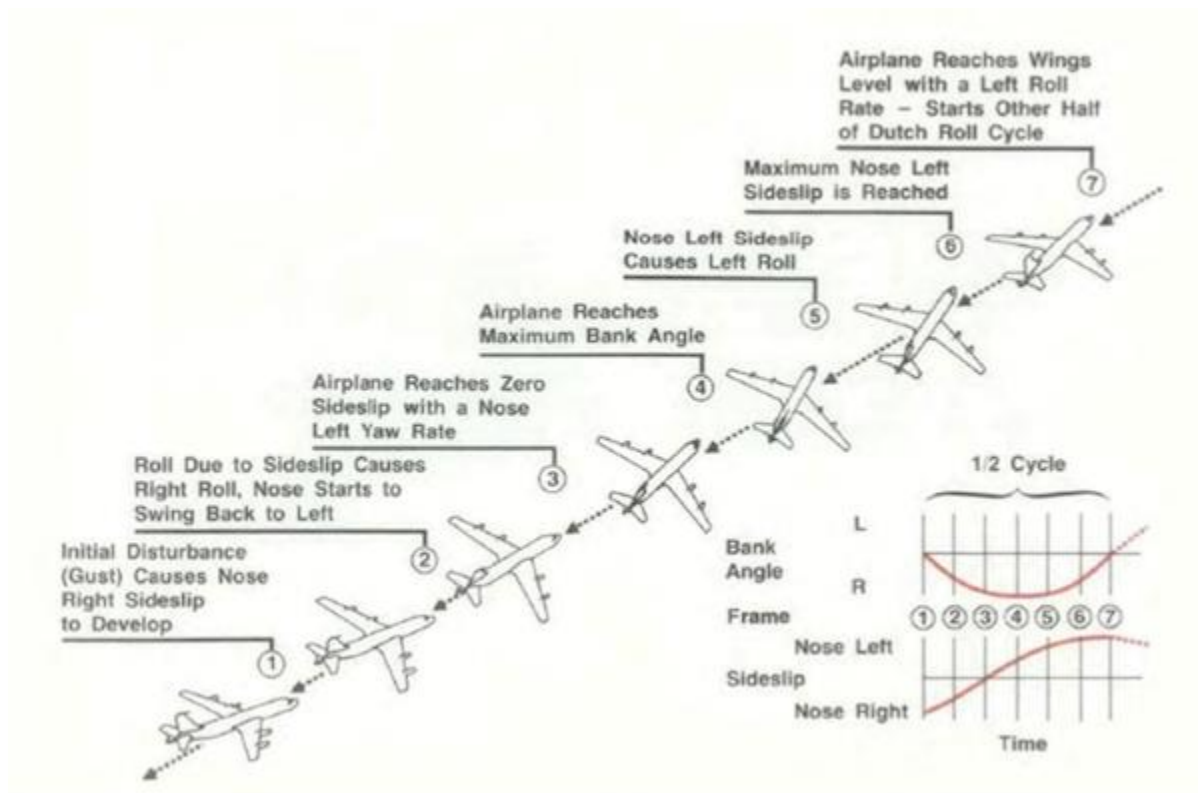 Airplane Reaches Wings
Level with a Left Roll
Rate – Starts Other Half
of Dutch Roll Cycle
7
Maximum Nose Left
Sideslip is Reached
6
Nose Left Sideslip
Causes Left Roll
5
Airplane Reaches
Maximum Bank Angle
4
Airplane Reaches Zero
Sideslip with a Nose
Left Yaw Rate
3
Roll Due to Sideslip Causes
Right Roll, Nose Starts to
Swing Back to Left
2
Initial Disturbance
(Gust) Causes Nose
Right Sideslip
to Develop
1
1/2 Cycle
L
Bank
Angle
R
Frame 1 2 3 4 5 6 7
Nose Left
Sideslip
Nose Right
Time